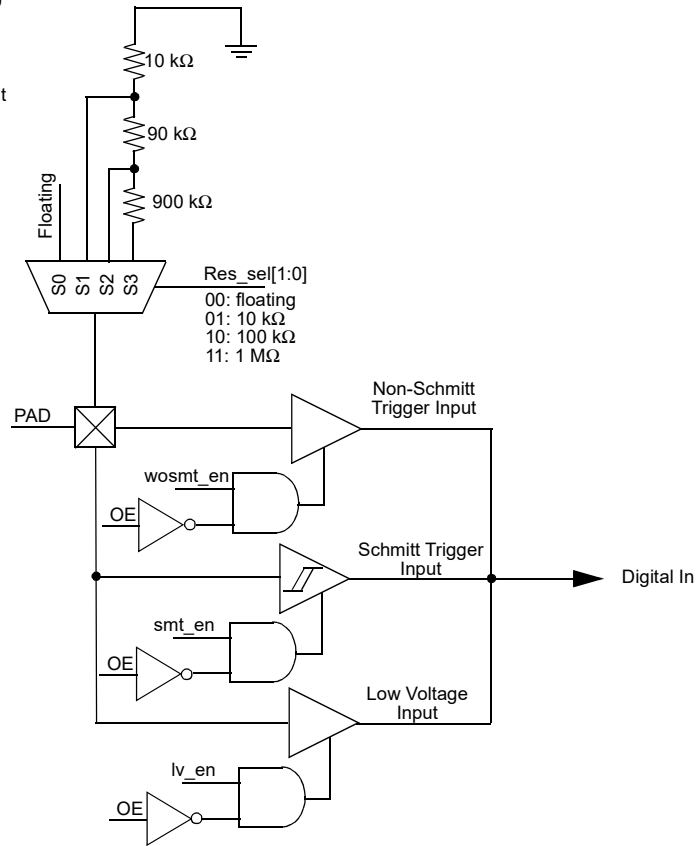 10 kΩ
t
90 kΩ
900 kΩ
Floating
S0
S1
S2
S3
Res_sel[1:0]
00: floating
01: 10 kΩ
10: 100 kΩ
11: 1 MΩ
Non-Schmitt
Trigger Input
PAD
wosmt_en
OE
Schmitt Trigger
Input
Digital In
smt_en
OE
Low Voltage
Input
lv_en
OE